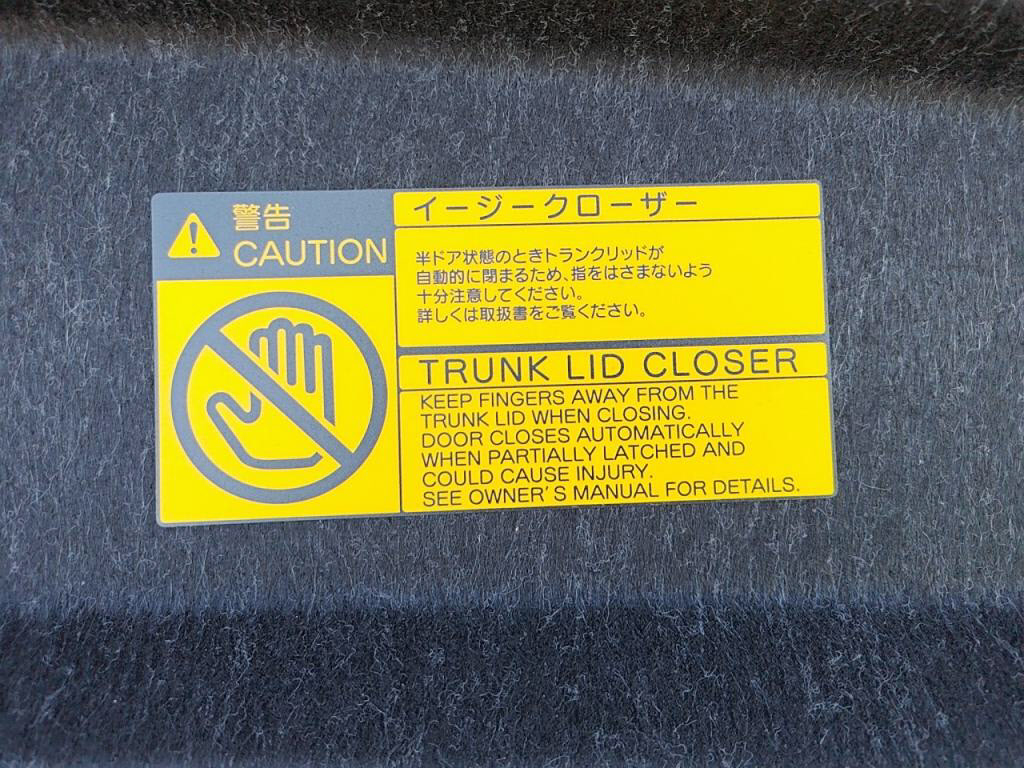 警告
CAUTION
イージークローザー
半ドア状態のときトランクリッドが
自動的に閉まるため、指をはさまないよう
十分注意してください。
詳しくは取扱書をご覧ください。
TRUNK LID CLOSER
KEEP FINGERS AWAY FROM THE
TRUNK LID WHEN CLOSING.
DOOR CLOSES AUTOMATICALLY
WHEN PARTIALLY LATCHED AND
COULD CAUSE INJURY.
SEE OWNER'S MANUAL FOR DETAILS.